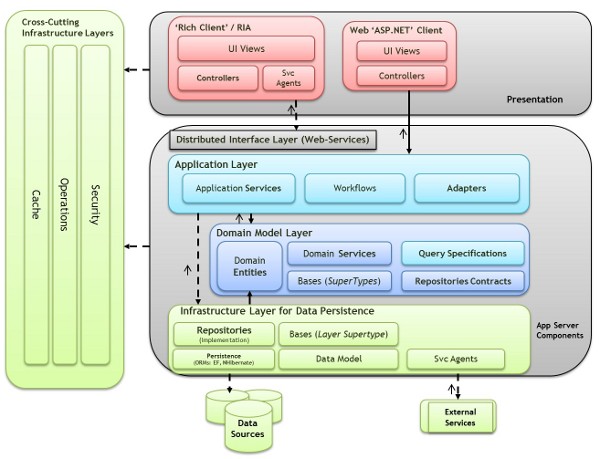 Cross-Cutting
Infrastructure Layers
Cache
Operations
Security
‘Rich Client’ / RIA
UI Views
Controllers
Svc
Agents
Web ‘ASP.NET’ Client
UI Views
Controllers
Presentation
Distributed Interface Layer (Web-Services)
Application Layer
Application Services
Workflows
Adapters
Domain Model Layer
Domain
Entities
Domain Services
Query Specifications
Bases (SuperTypes)
Repositories Contracts
Infrastructure Layer for Data Persistence
Repositories
(Implementation)
Bases (Layer Supertype)
Persistence
(ORMs: EF, NHibernate)
Data Model
Svc Agents
App Server
Components
Data
Sources
External
Services